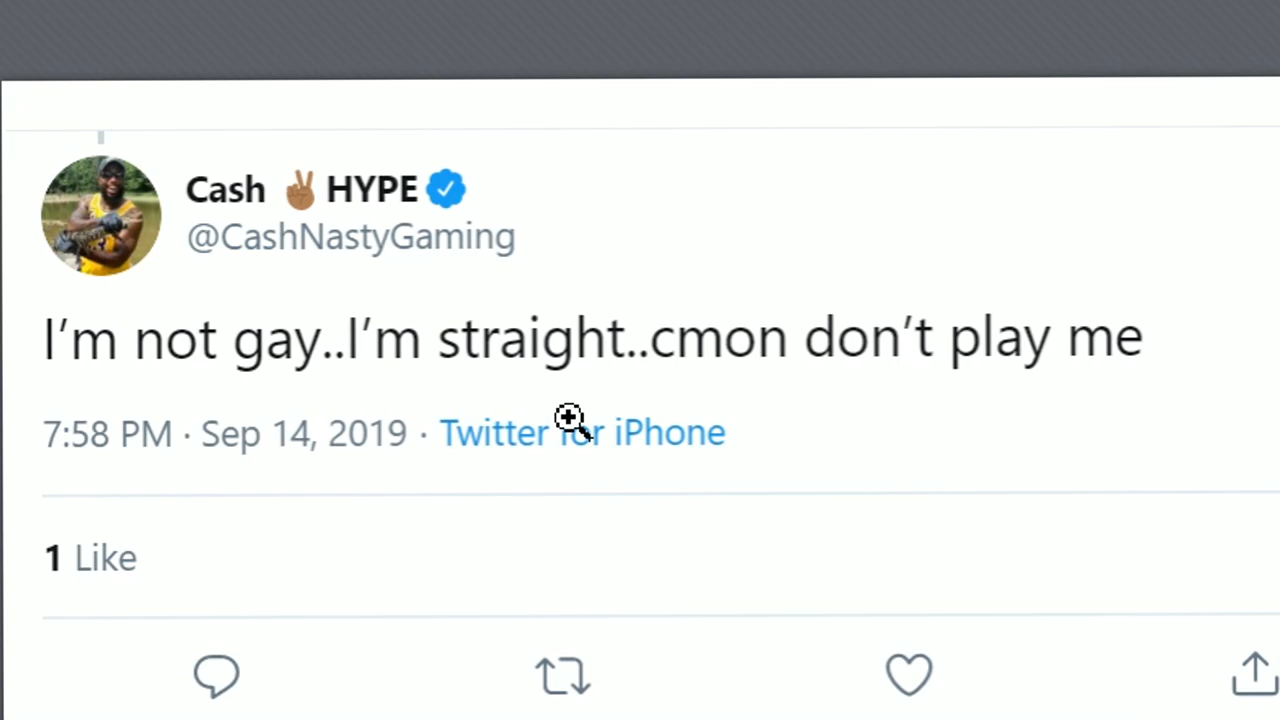 Cash ✌🏾 HYPE
@CashNastyGaming
I’m not gay..I’m straight..cmon don’t play me
7:58 PM · Sep 14, 2019 · Twitter for iPhone
1 Like